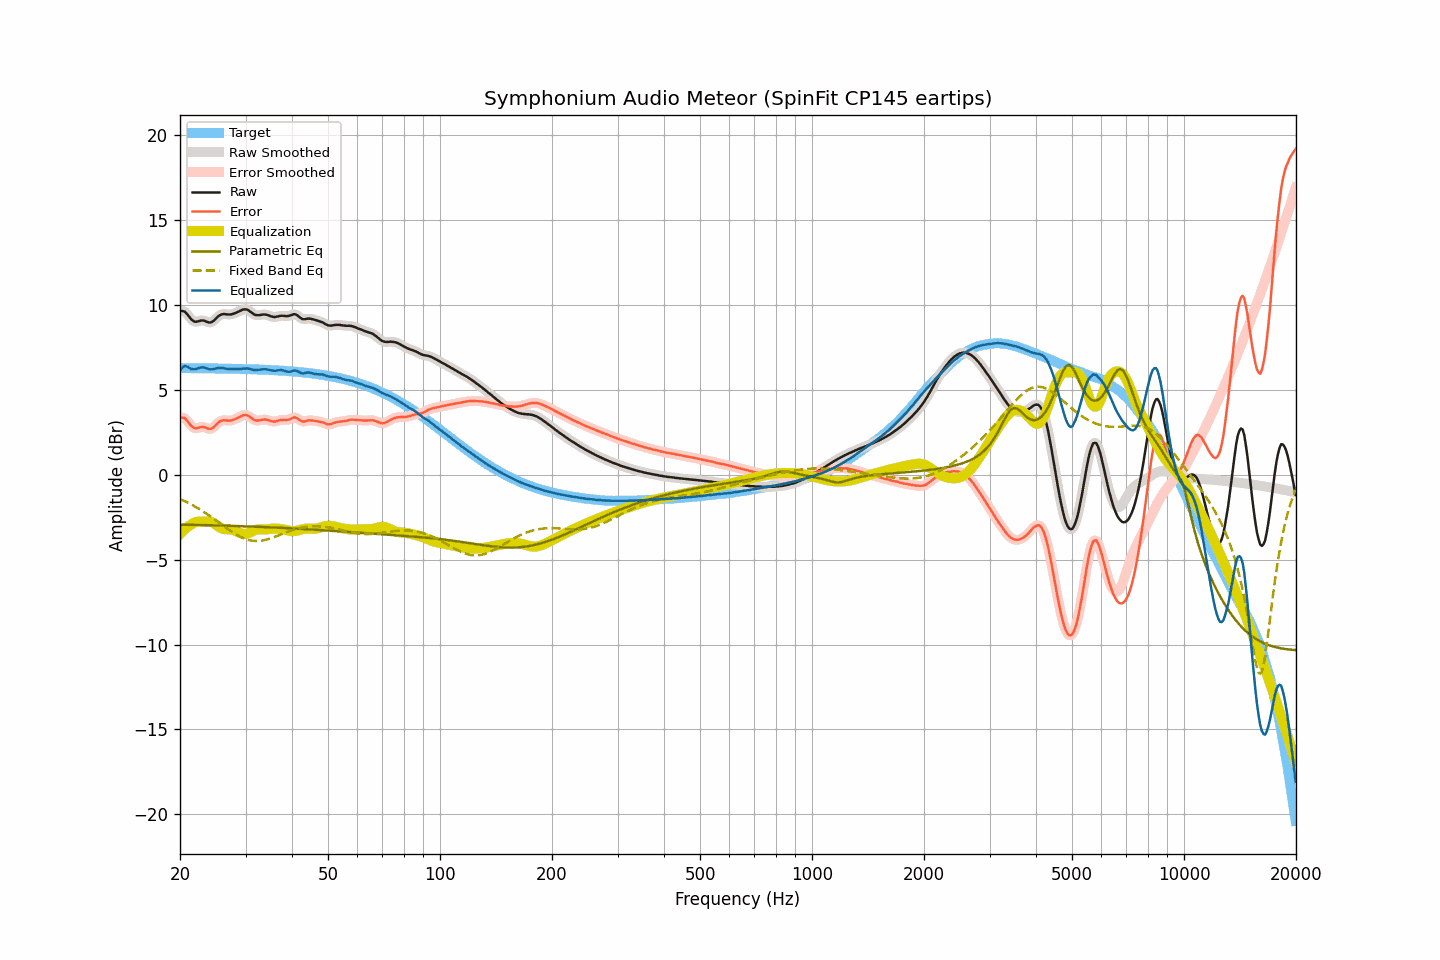 Symphonium Audio Meteor (SpinFit CP145 eartips)
Target
Raw Smoothed
Error Smoothed
Raw
Error
Equalization
Parametric Eq
Fixed Band Eq
Equalized
20
15
10
5
0
−5
−10
−15
−20
Amplitude (dBr)
20 50 100 200 500 1000 2000 5000 10000 20000
Frequency (Hz)